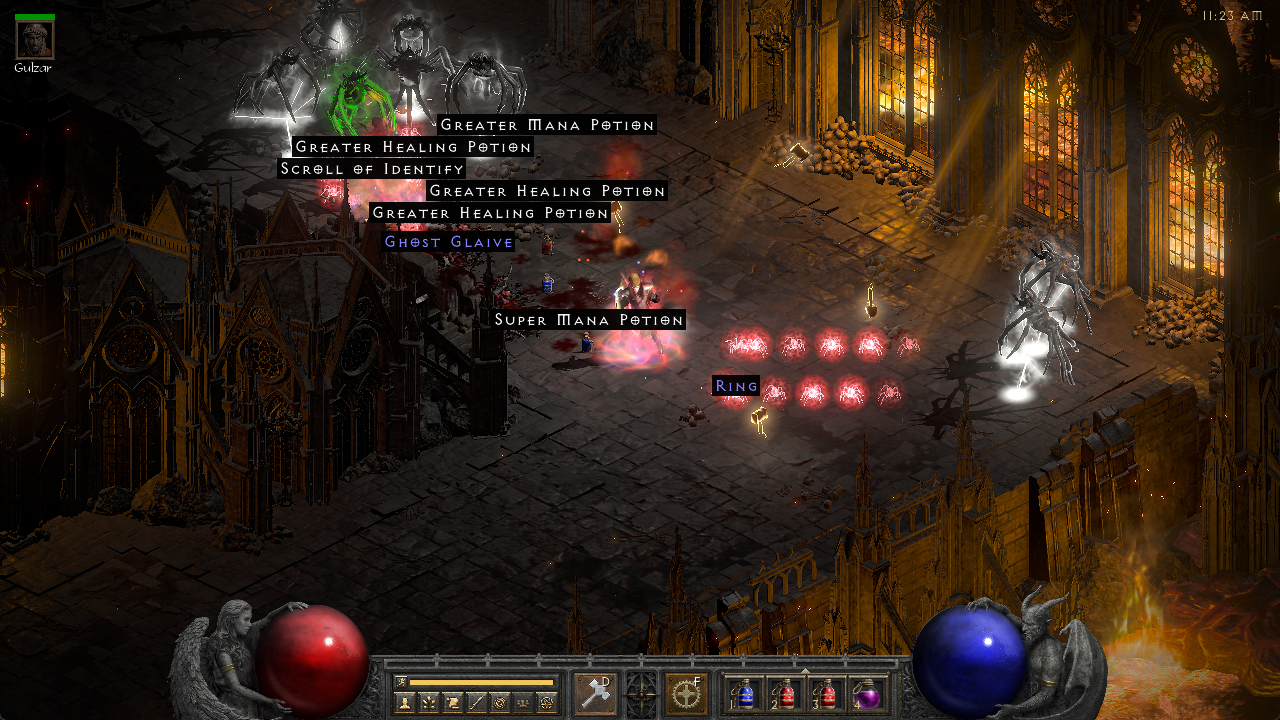 11:23 AM
Gulzar
Greater Mana Potion
Greater Healing Potion
Scroll of Identify
Greater Healing Potion
Greater Healing Potion
Ghost Glaive
Super Mana Potion
Ring
D
F
1
2
3
4